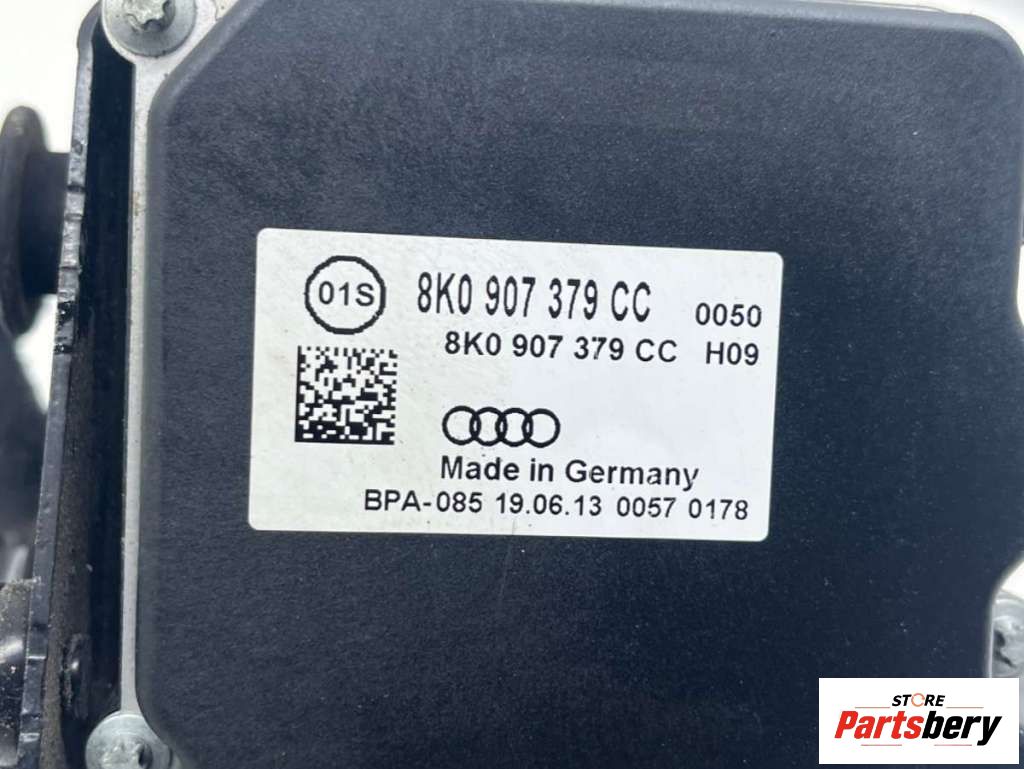 01S 8K0 907 379 CC 0050
8K0 907 379 CC H09
Made in Germany
BPA-085 19.06.13 0057 0178
STORE
Partsbery